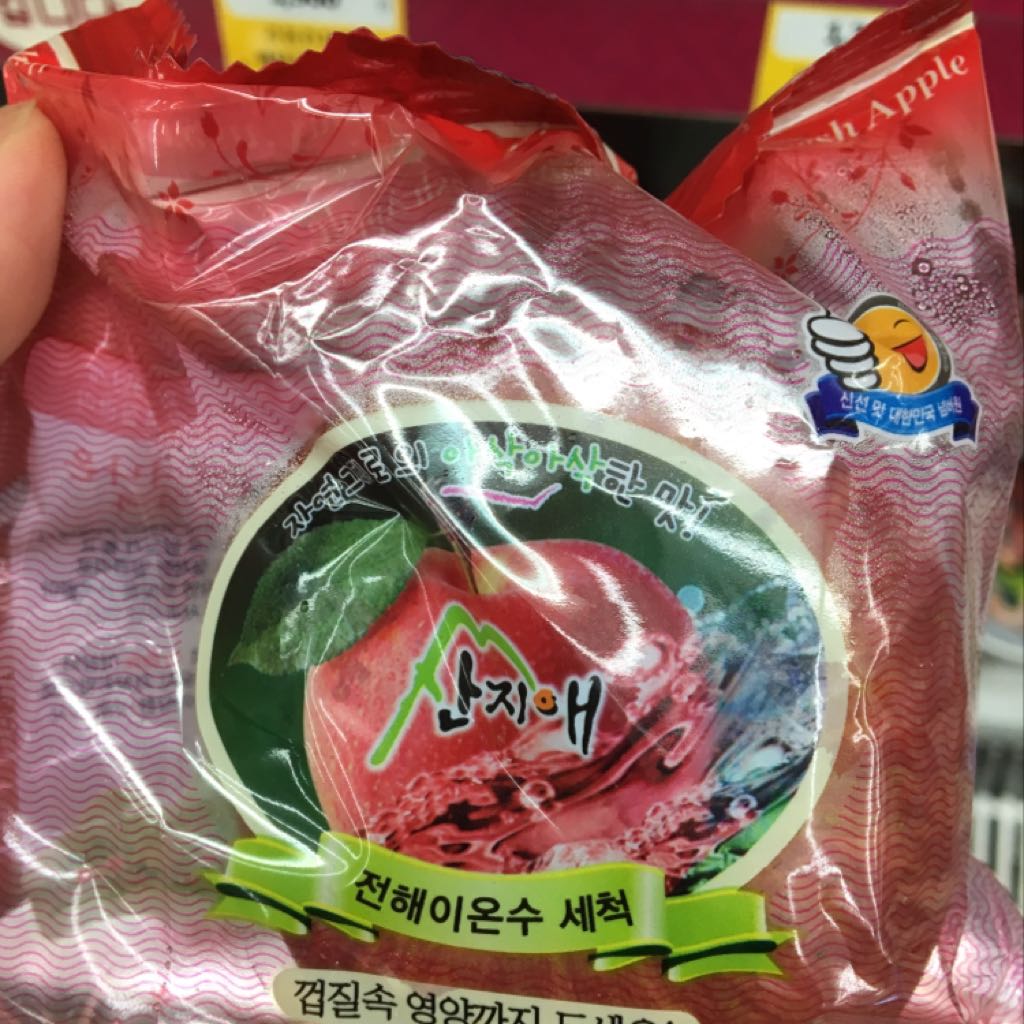 Apple
신선 맛 대한민국 넘버원
자연그로의 아삭아삭한 맛!
산지애
전해이온수 세척
껍질속 영양까지